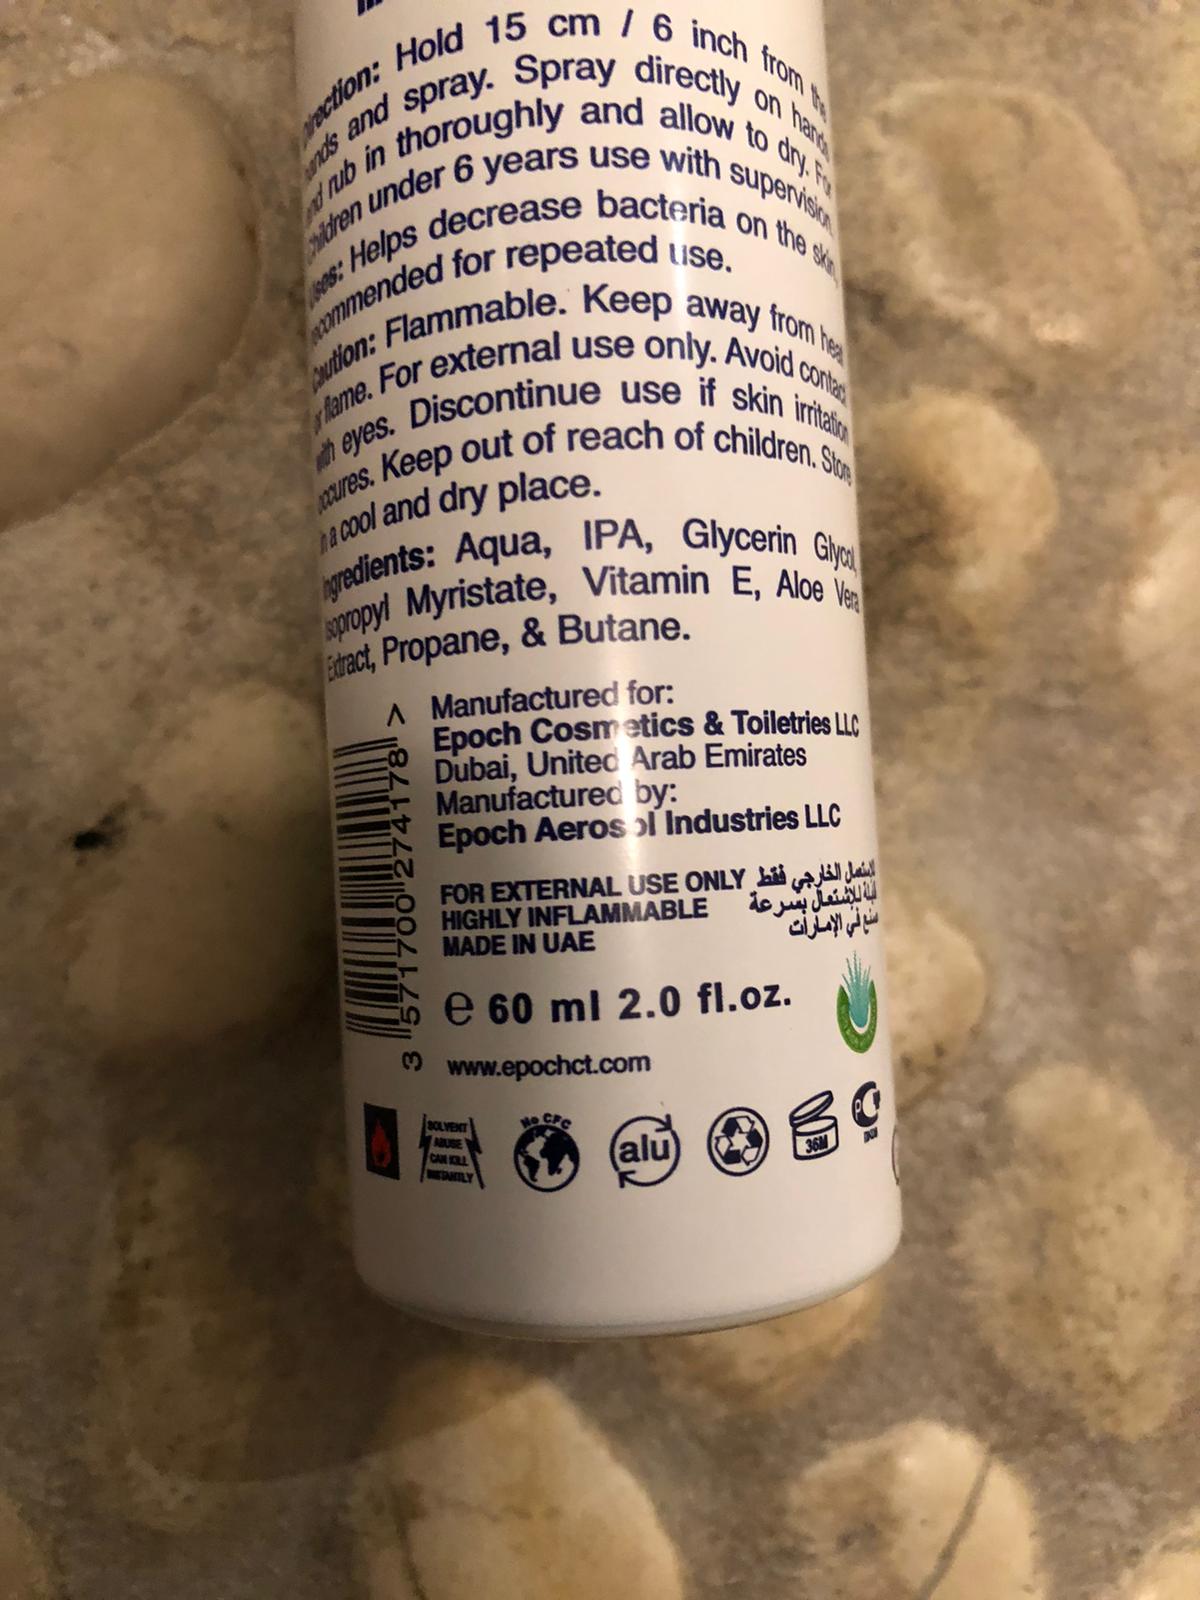 Direction: Hold 15 cm / 6 inch from the
hands and spray. Spray directly on hands
and rub in thoroughly and allow to dry. For
children under 6 years use with supervision.
Uses: Helps decrease bacteria on the skin,
recommended for repeated use.
Caution: Flammable. Keep away from heat
or flame. For external use only. Avoid contact
with eyes. Discontinue use if skin irritation
occures. Keep out of reach of children. Store
in a cool and dry place.
Ingredients: Aqua, IPA, Glycerin Glycol,
Isopropyl Myristate, Vitamin E, Aloe Vera
Extract, Propane, & Butane.
Manufactured for:
Epoch Cosmetics & Toiletries LLC
Dubai, United Arab Emirates
Manufactured by:
Epoch Aerosol Industries LLC
3 571700 274178 >
FOR EXTERNAL USE ONLY
HIGHLY INFLAMMABLE
MADE IN UAE
للإستعمال الخارجي فقط
قابلة للإشتعال بسرعة
صنع في الإمارات
e 60 ml 2.0 fl.oz.
www.epochct.com
SOLVENT
ABUSE
CAN KILL
INSTANTLY
No CFC
alu
36M